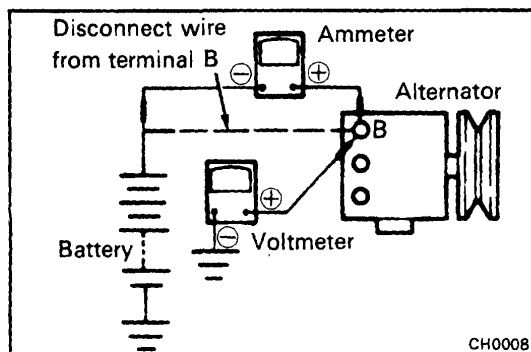 Disconnect wire
from terminal B
Ammeter
⊖ ⊕
Alternator
B
⊕
⊖ Voltmeter
Battery
CH0008